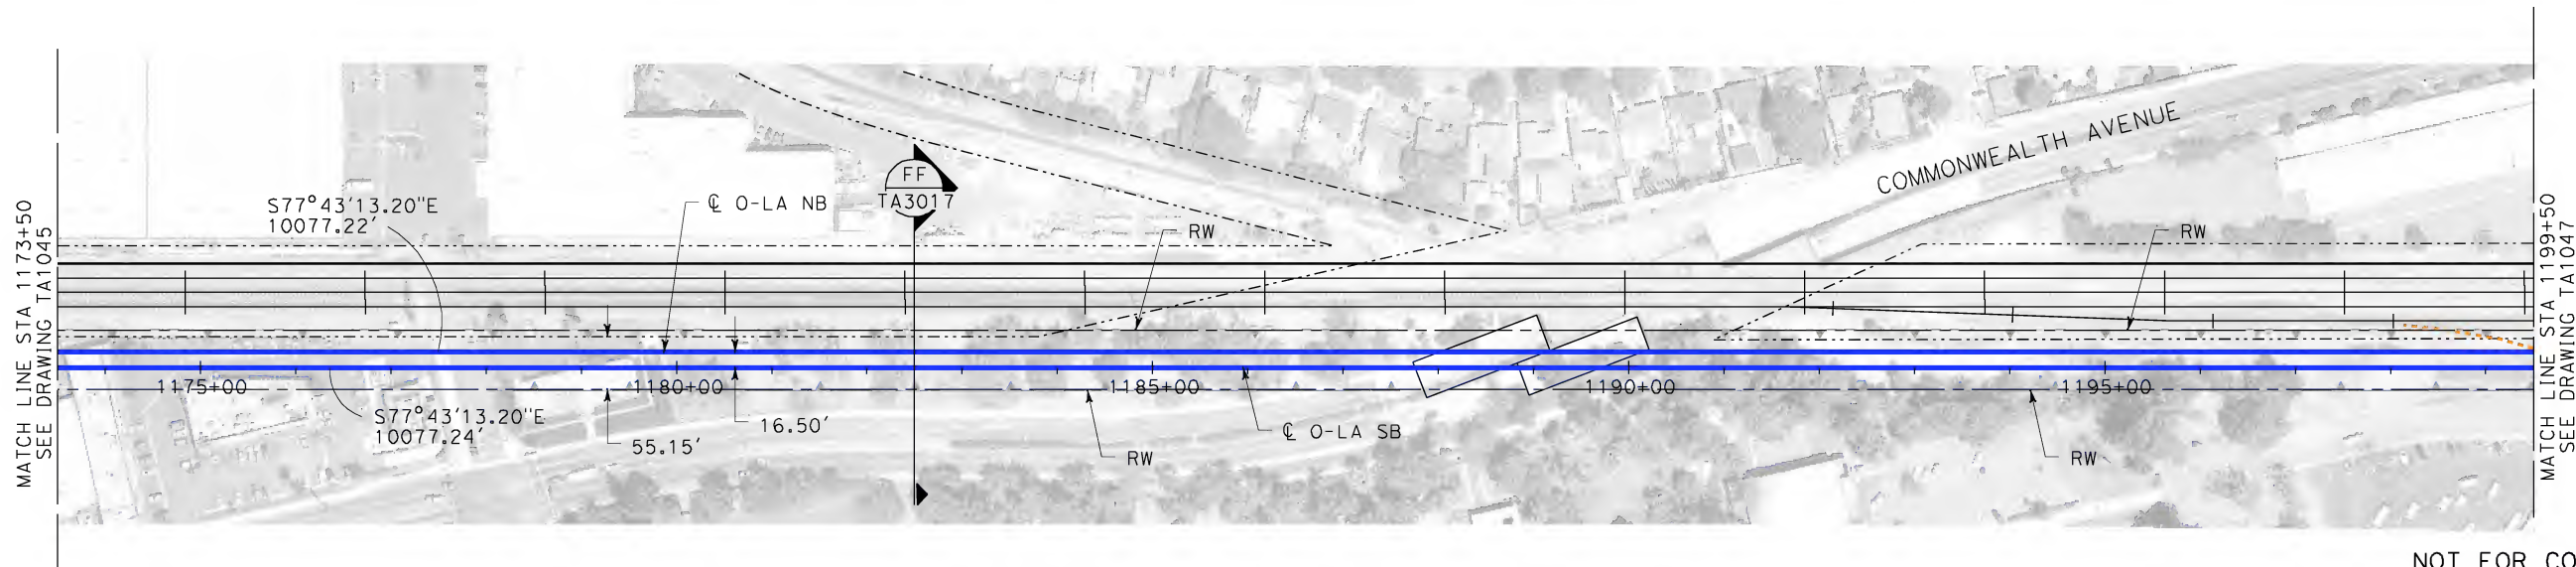 MATCH LINE STA 1173+50
SEE DRAWING TA1045
S77°43'13.20"E
10077.22'
℄ O-LA NB
FF
TA3017
RW
COMMONWEALTH AVENUE
RW
MATCH LINE STA 1199+50
SEE DRAWING TA1047
1175+00
1180+00
1185+00
1190+00
1195+00
S77°43'13.20"E
10077.24'
55.15'
16.50'
RW
℄ O-LA SB
RW
NOT FOR CO